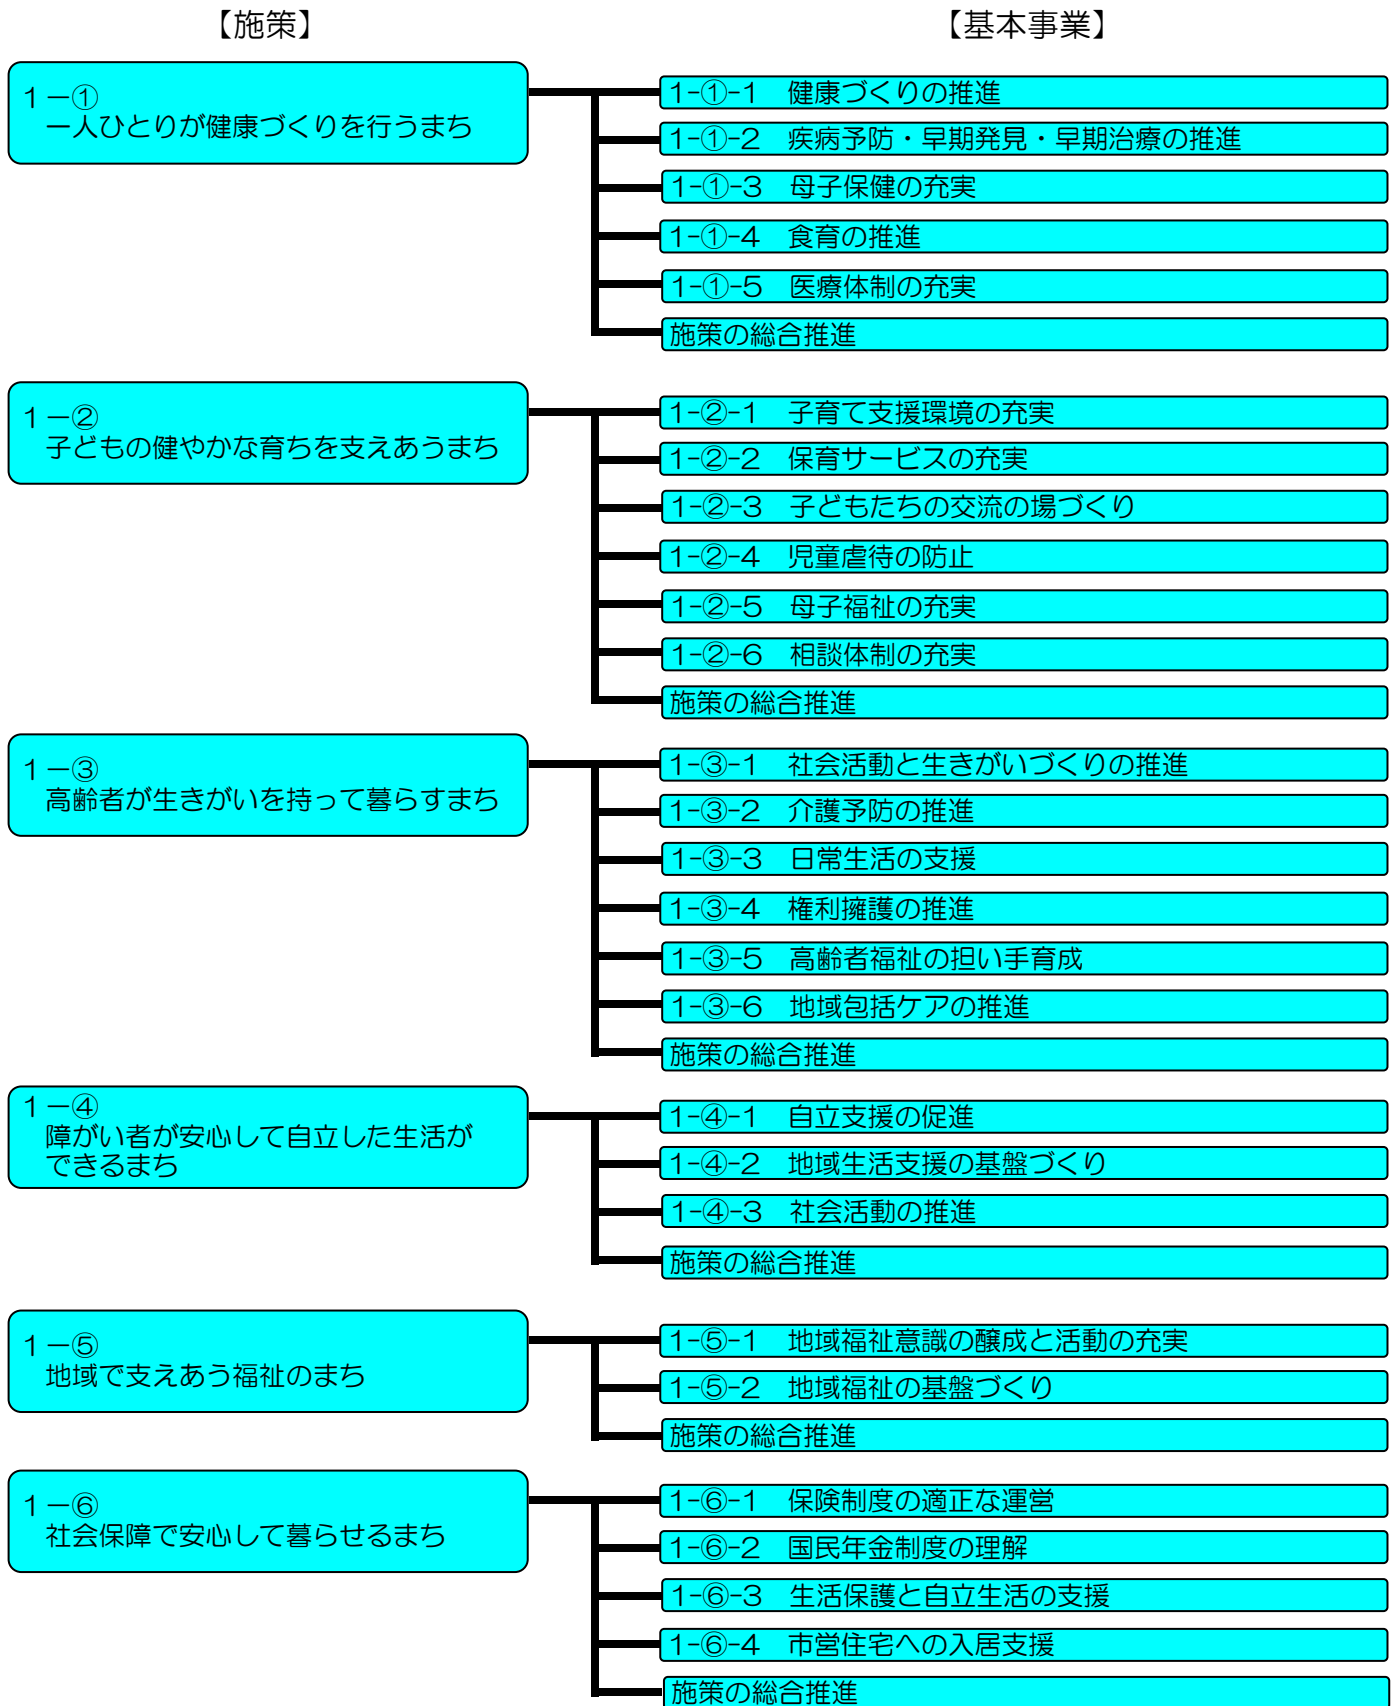 【施策】
【基本事業】
1－①
一人ひとりが健康づくりを行うまち
1-①-1　健康づくりの推進
1-①-2　疾病予防・早期発見・早期治療の推進
1-①-3　母子保健の充実
1-①-4　食育の推進
1-①-5　医療体制の充実
施策の総合推進
1－②
子どもの健やかな育ちを支えあうまち
1-②-1　子育て支援環境の充実
1-②-2　保育サービスの充実
1-②-3　子どもたちの交流の場づくり
1-②-4　児童虐待の防止
1-②-5　母子福祉の充実
1-②-6　相談体制の充実
施策の総合推進
1－③
高齢者が生きがいを持って暮らすまち
1-③-1　社会活動と生きがいづくりの推進
1-③-2　介護予防の推進
1-③-3　日常生活の支援
1-③-4　権利擁護の推進
1-③-5　高齢者福祉の担い手育成
1-③-6　地域包括ケアの推進
施策の総合推進
1－④
障がい者が安心して自立した生活が
できるまち
1-④-1　自立支援の促進
1-④-2　地域生活支援の基盤づくり
1-④-3　社会活動の推進
施策の総合推進
1－⑤
地域で支えあう福祉のまち
1-⑤-1　地域福祉意識の醸成と活動の充実
1-⑤-2　地域福祉の基盤づくり
施策の総合推進
1－⑥
社会保障で安心して暮らせるまち
1-⑥-1　保険制度の適正な運営
1-⑥-2　国民年金制度の理解
1-⑥-3　生活保護と自立生活の支援
1-⑥-4　市営住宅への入居支援
施策の総合推進